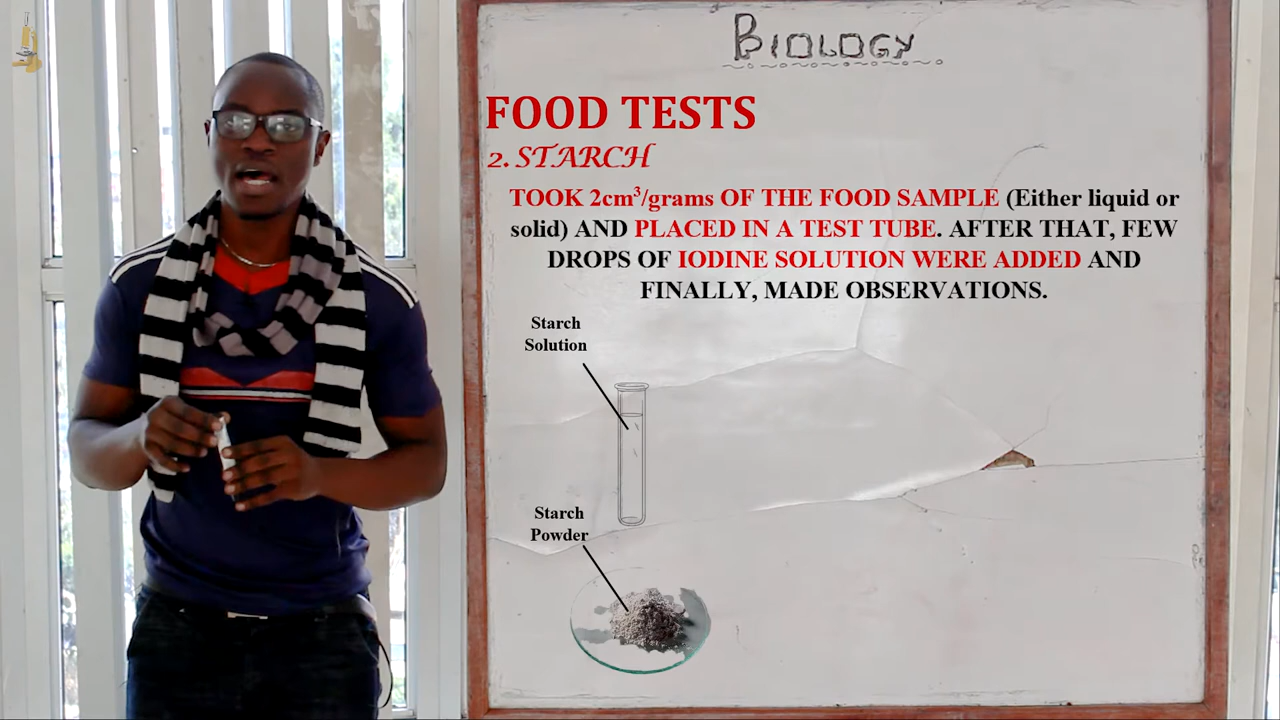 BIOLOGY
FOOD TESTS
2. STARCH
TOOK 2cm³/grams OF THE FOOD SAMPLE (Either liquid or
solid) AND PLACED IN A TEST TUBE. AFTER THAT, FEW
DROPS OF IODINE SOLUTION WERE ADDED AND
FINALLY, MADE OBSERVATIONS.
Starch
Solution
Starch
Powder